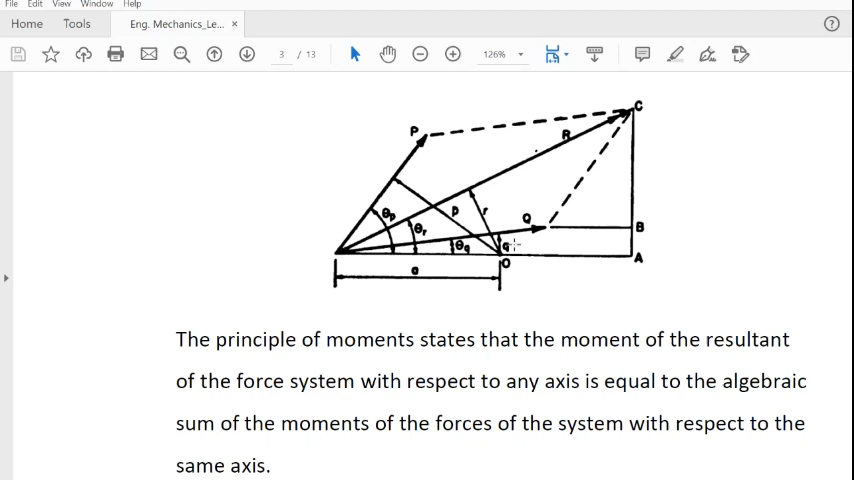 File Edit View Window Help
Home Tools Eng. Mechanics_Le... ×
3 / 13 126%
C
P
R
θp
p
r
Q
θr
B
θq
q
O
A
a
The principle of moments states that the moment of the resultant
of the force system with respect to any axis is equal to the algebraic
sum of the moments of the forces of the system with respect to the
same axis.